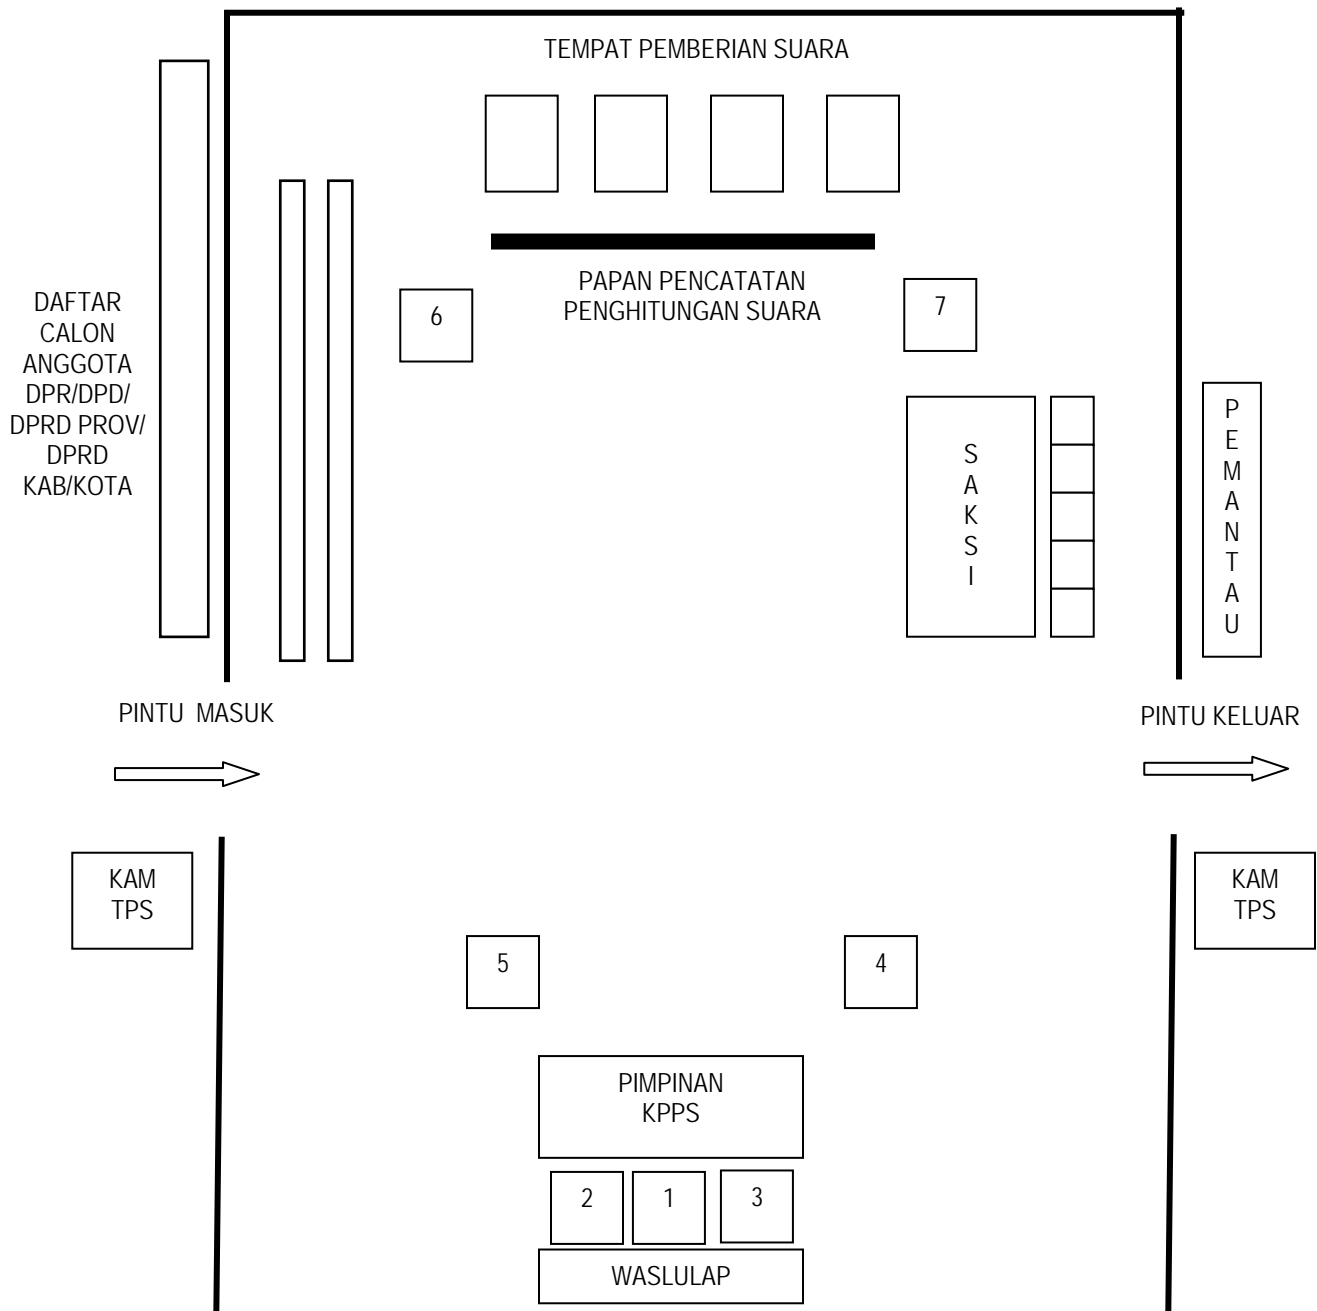 TEMPAT PEMBERIAN SUARA
PAPAN PENCATATAN
PENGHITUNGAN SUARA
6
7
DAFTAR
CALON
ANGGOTA
DPR/DPD/
DPRD PROV/
DPRD
KAB/KOTA
S
A
K
S
I
P
E
M
A
N
T
A
U
PINTU MASUK
PINTU KELUAR
KAM
TPS
KAM
TPS
5
4
PIMPINAN
KPPS
2
1
3
WASLULAP